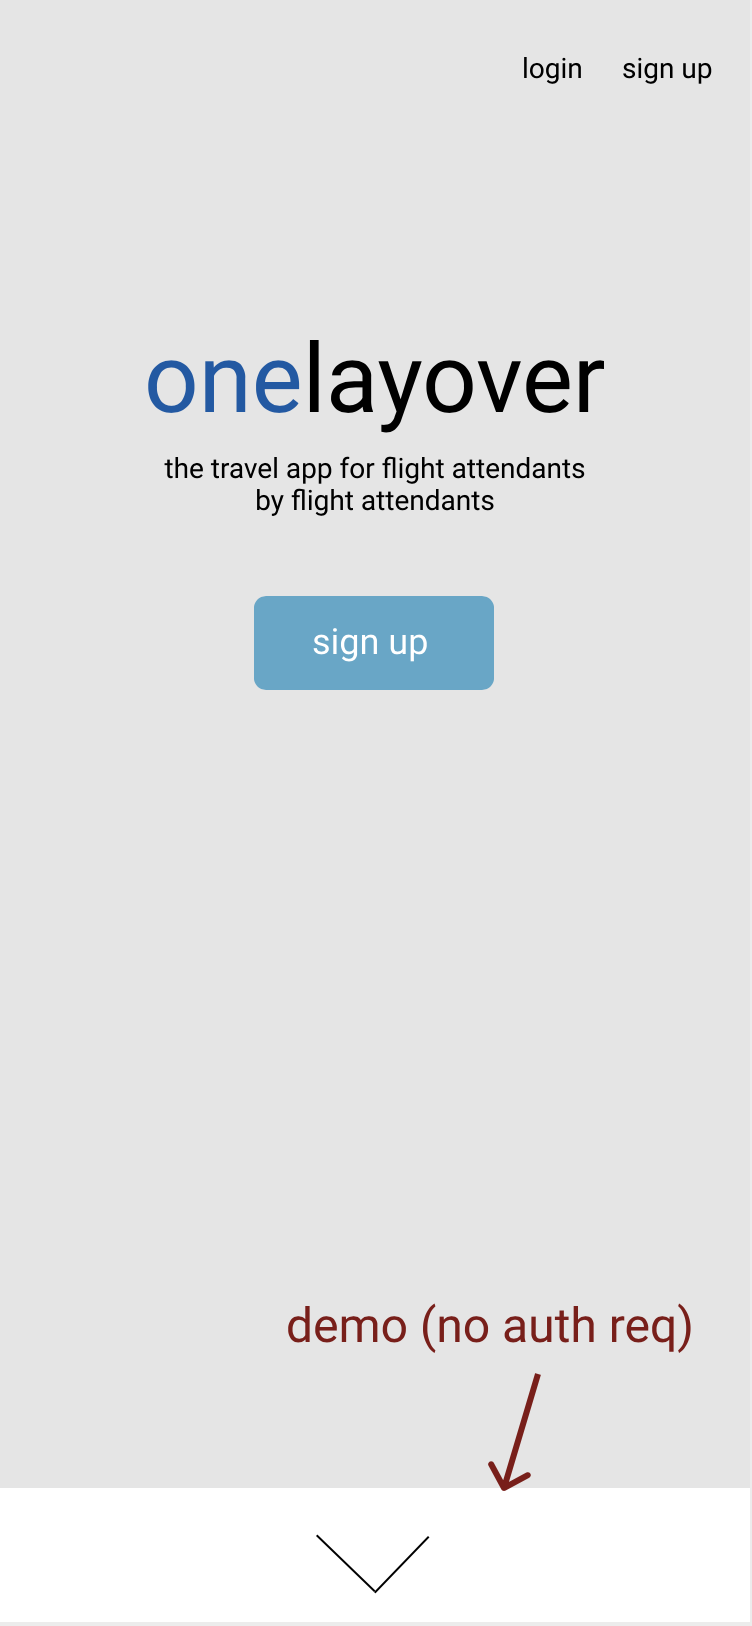 login sign up
onelayover
the travel app for flight attendants
by flight attendants
sign up
demo (no auth req)